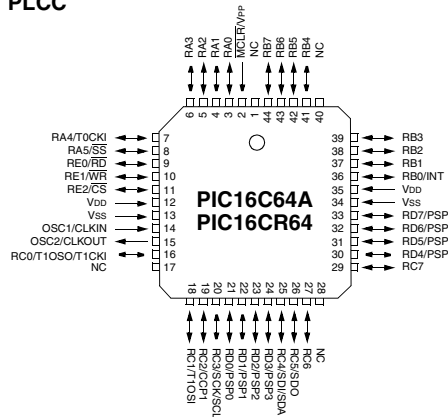 PLCC
RA3
RA2
RA1
RA0
MCLR/VPP
NC
RB7
RB6
RB5
RB4
NC
6
5
4
3
2
1
44
43
42
41
40
RA4/T0CKI 7
RA5/SS 8
RE0/RD 9
RE1/WR 10
RE2/CS 11
VDD 12
VSS 13
OSC1/CLKIN 14
OSC2/CLKOUT 15
RC0/T1OSO/T1CKI 16
NC 17
PIC16C64A
PIC16CR64
39 RB3
38 RB2
37 RB1
36 RB0/INT
35 VDD
34 VSS
33 RD7/PSP
32 RD6/PSP
31 RD5/PSP
30 RD4/PSP
29 RC7
18
19
20
21
22
23
24
25
26
27
28
RC1/T1OSI
RC2/CCP1
RC3/SCK/SCL
RD0/PSP0
RD1/PSP1
RD2/PSP2
RD3/PSP3
RC4/SDI/SDA
RC5/SDO
RC6
NC